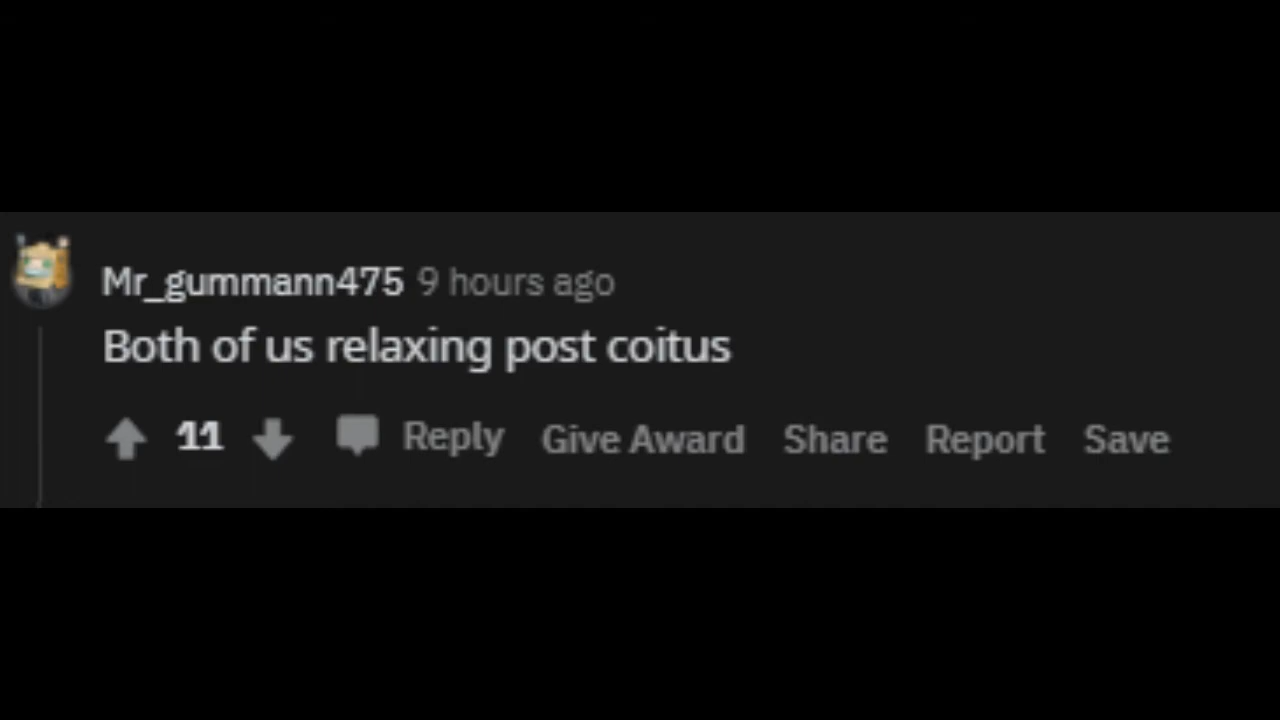 Mr_gummann475 9 hours ago
Both of us relaxing post coitus
11 Reply Give Award Share Report Save